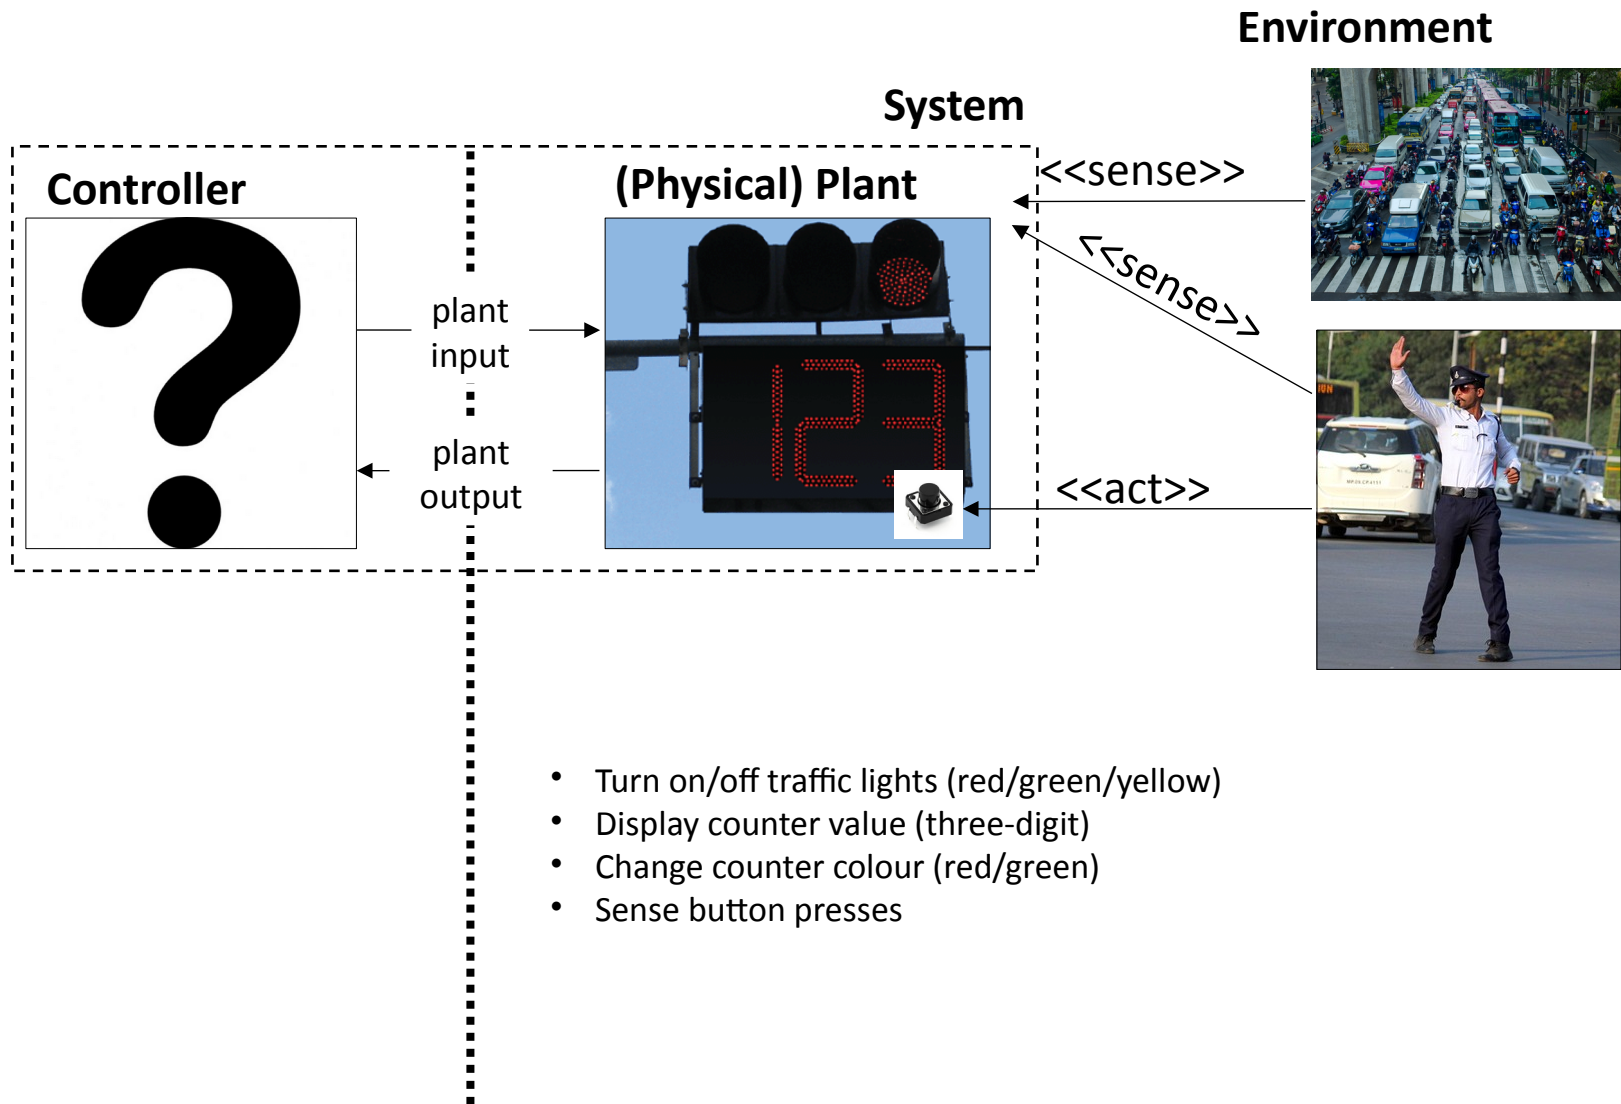 Environment
System
Controller
(Physical) Plant
<<sense>>
<<sense>>
plant
input
123
plant
output
<<act>>
• Turn on/off traffic lights (red/green/yellow)
• Display counter value (three-digit)
• Change counter colour (red/green)
• Sense button presses